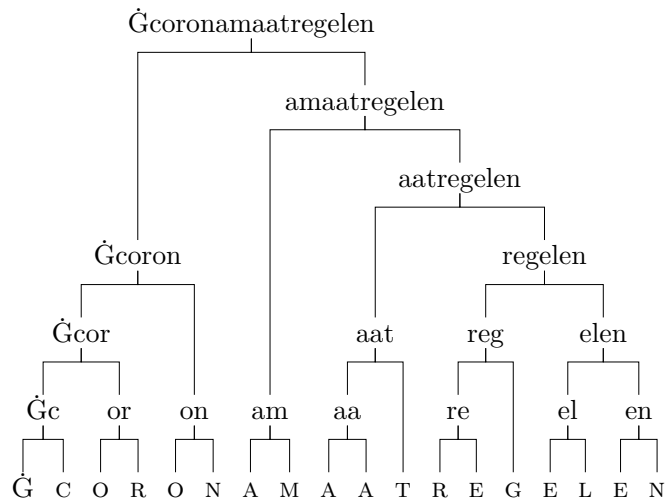 Ġcoronamaatregelen
amaatregelen
aatregelen
Ġcoron regelen
Ġcor aat reg elen
Ġc or on am aa re el en
Ġ C O R O N A M A A T R E G E L E N